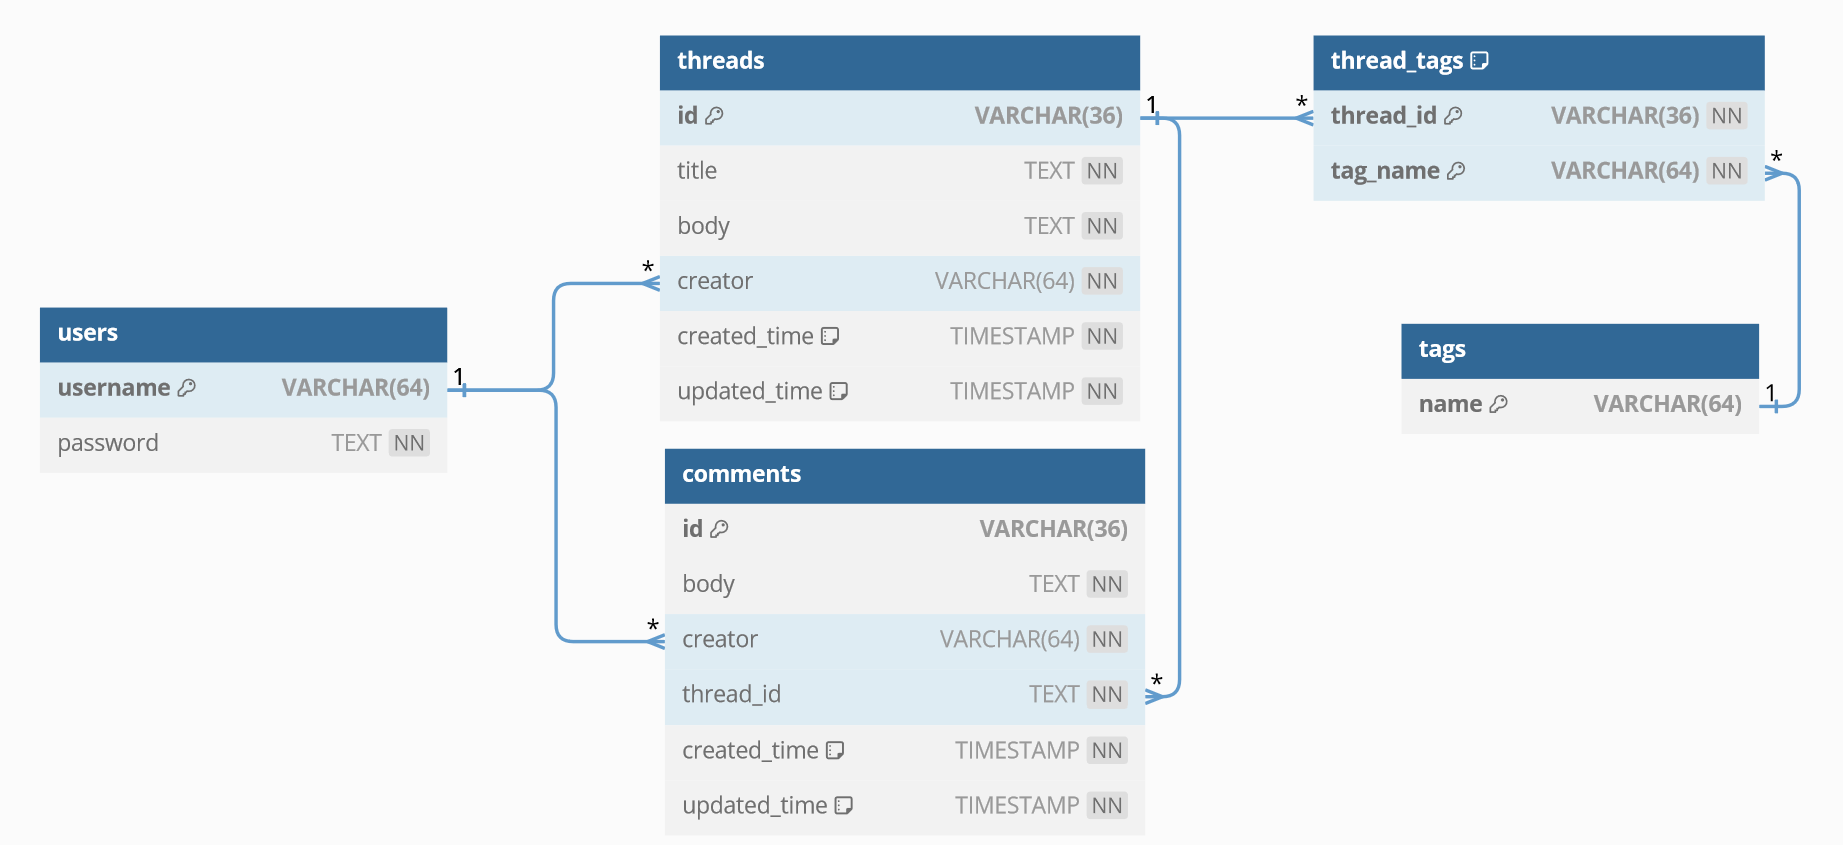 users
username VARCHAR(64) 1
password TEXT NN
threads
id VARCHAR(36) 1
title TEXT NN
body TEXT NN
* creator VARCHAR(64) NN
created_time TIMESTAMP NN
updated_time TIMESTAMP NN
comments
id VARCHAR(36)
body TEXT NN
* creator VARCHAR(64) NN
thread_id TEXT NN *
created_time TIMESTAMP NN
updated_time TIMESTAMP NN
thread_tags
* thread_id VARCHAR(36) NN
tag_name VARCHAR(64) NN *
tags
name VARCHAR(64) 1